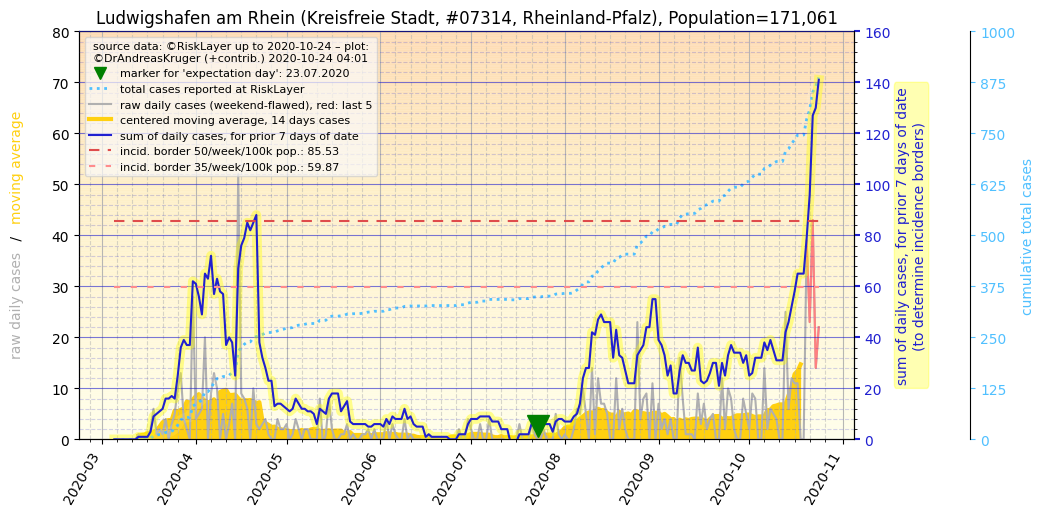 Ludwigshafen am Rhein (Kreisfreie Stadt, #07314, Rheinland-Pfalz), Population=171,061
source data: ©RiskLayer up to 2020-10-24 – plot:
©DrAndreasKruger (+contrib.) 2020-10-24 04:01
marker for 'expectation day': 23.07.2020
total cases reported at RiskLayer
raw daily cases (weekend-flawed), red: last 5
centered moving average, 14 days cases
sum of daily cases, for prior 7 days of date
incid. border 50/week/100k pop.: 85.53
incid. border 35/week/100k pop.: 59.87
raw daily cases / moving average
80
70
60
50
40
30
20
10
0
160
140
120
100
80
60
40
20
0
sum of daily cases, for prior 7 days of date
(to determine incidence borders)
1000
875
750
625
500
375
250
125
0
cumulative total cases
2020-03
2020-04
2020-05
2020-06
2020-07
2020-08
2020-09
2020-10
2020-11